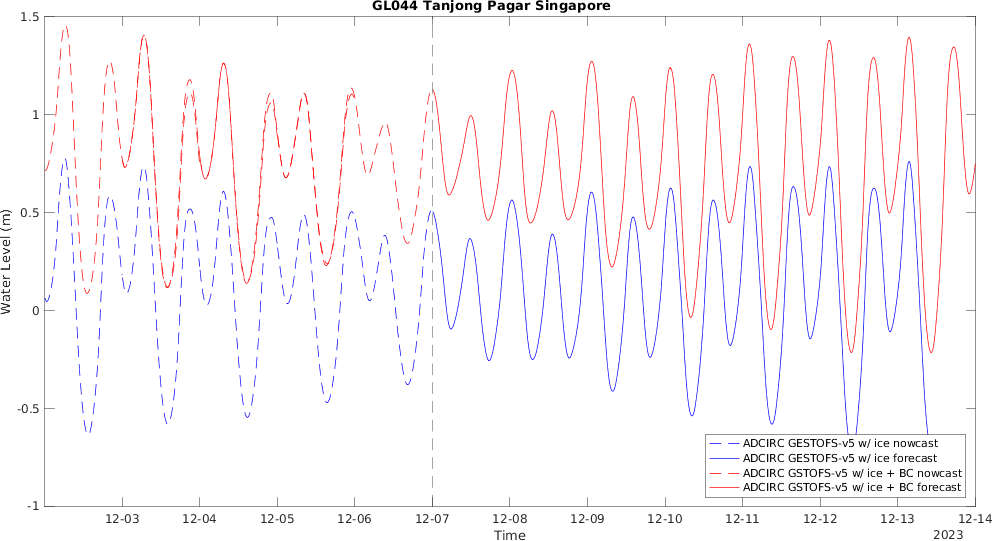 GL044 Tanjong Pagar Singapore
1.5
1
0.5
0
-0.5
-1
Water Level (m)
12-03 12-04 12-05 12-06 12-07 12-08 12-09 12-10 12-11 12-12 12-13 12-14
Time
2023
ADCIRC GESTOFS-v5 w/ ice nowcast
ADCIRC GESTOFS-v5 w/ ice forecast
ADCIRC GSTOFS-v5 w/ ice + BC nowcast
ADCIRC GSTOFS-v5 w/ ice + BC forecast